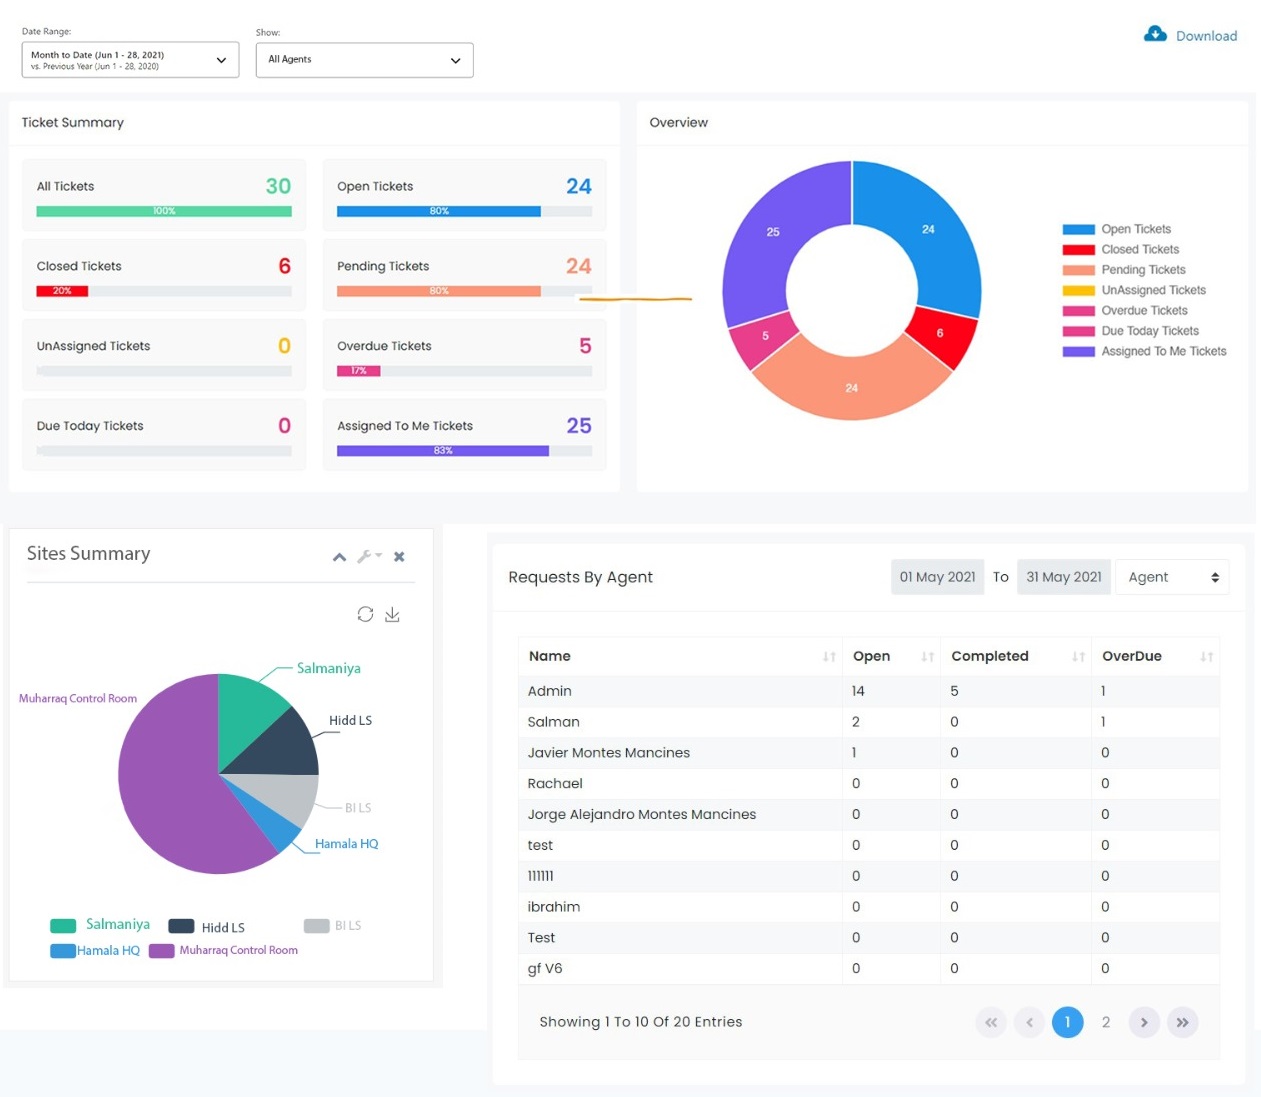 Date Range:
Month to Date (Jun 1 - 28, 2021)
vs. Previous Year (Jun 1 - 28, 2020)
Show:
All Agents
Download
Ticket Summary
All Tickets 30
100%
Open Tickets 24
80%
Closed Tickets 6
20%
Pending Tickets 24
80%
UnAssigned Tickets 0
Overdue Tickets 5
17%
Due Today Tickets 0
Assigned To Me Tickets 25
83%
Overview
25
24
5
6
24
Open Tickets
Closed Tickets
Pending Tickets
UnAssigned Tickets
Overdue Tickets
Due Today Tickets
Assigned To Me Tickets
Sites Summary
Salmaniya
Muharraq Control Room
Hidd LS
BI LS
Hamala HQ
Salmaniya Hidd LS BI LS
Hamala HQ Muharraq Control Room
Requests By Agent
01 May 2021 To 31 May 2021 Agent
Name Open Completed OverDue
Admin 14 5 1
Salman 2 0 1
Javier Montes Mancines 1 0 0
Rachael 0 0 0
Jorge Alejandro Montes Mancines 0 0 0
test 0 0 0
111111 0 0 0
ibrahim 0 0 0
Test 0 0 0
gf V6 0 0 0
Showing 1 To 10 Of 20 Entries
« ‹ 1 2 › »